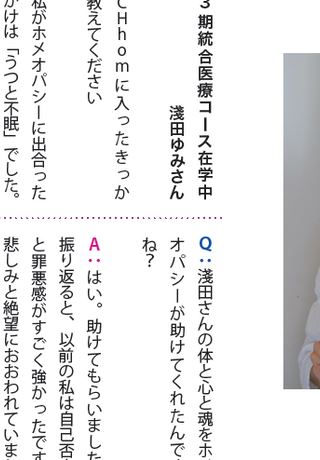 3期統合医療コース在学中
淺田ゆみさん
CHhomに入ったきっか
教えてください
私がホメオパシーに出合った
かけは「うつと不眠」でした。
Q：淺田さんの体と心と魂をホ
オパシーが助けてくれたんで
ね？
A：はい。助けてもらいました
振り返ると、以前の私は自己否
と罪悪感がすごく強かったです
悲しみと絶望におおわれていま